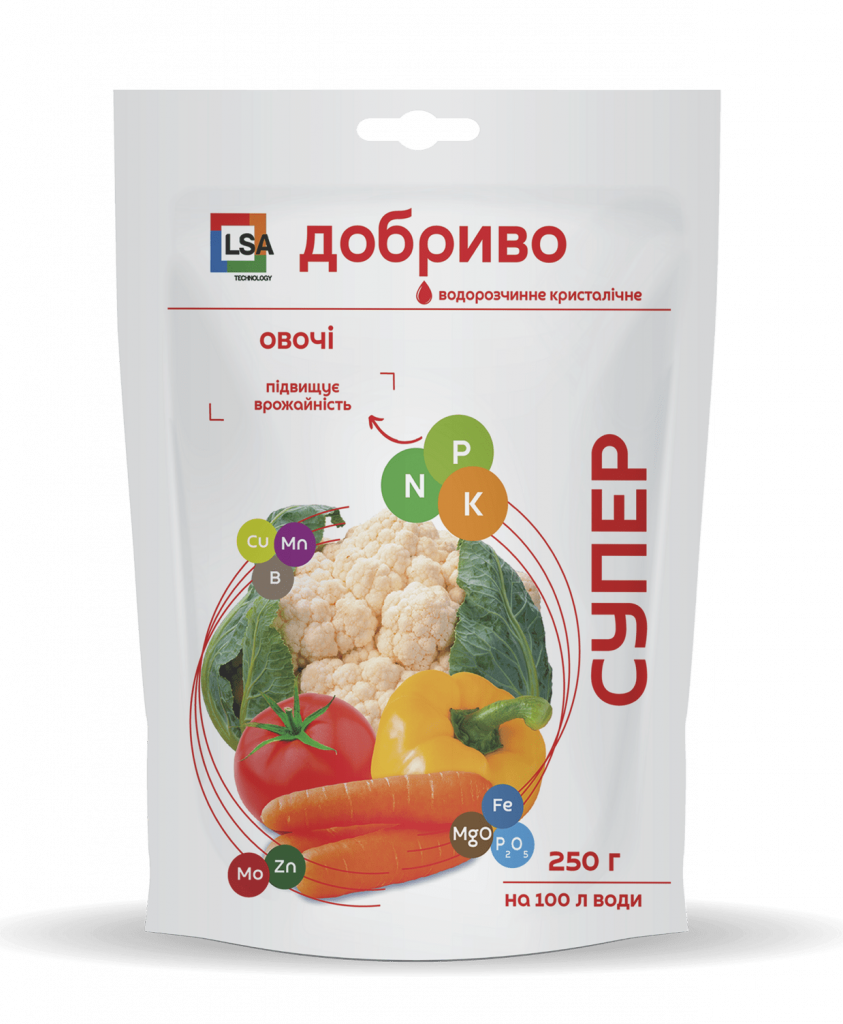 LSA
TECHNOLOGY
добриво
водорозчинне кристалічне
овочі
підвищує
врожайність
P
N
K
Cu
Mn
B
СУПЕР
Fe
MgO
P2O5
Mo
Zn
250 г
на 100 л води